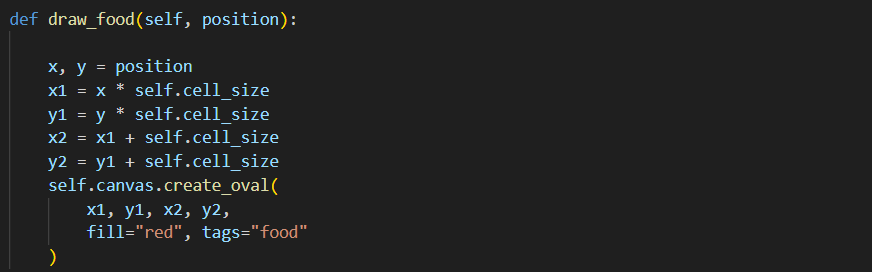 def draw_food(self, position):
x, y = position
x1 = x * self.cell_size
y1 = y * self.cell_size
x2 = x1 + self.cell_size
y2 = y1 + self.cell_size
self.canvas.create_oval(
x1, y1, x2, y2,
fill="red", tags="food"
)